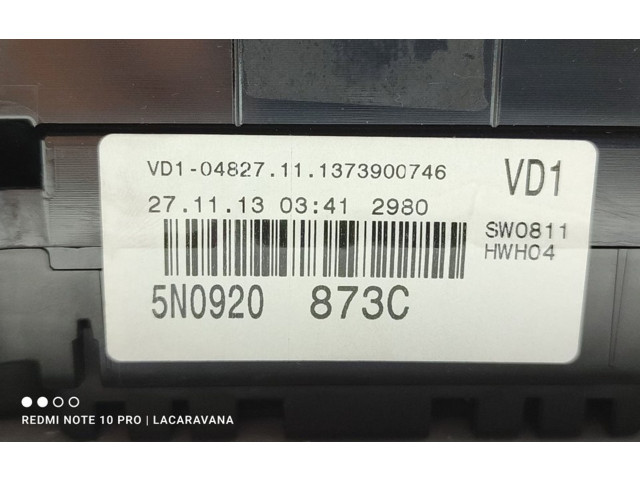 VD1-04827.11.1373900746
VD1
27.11.13 03:41 2980
SW0811
HWH04
5N0920 873C
REDMI NOTE 10 PRO | LACARAVANA